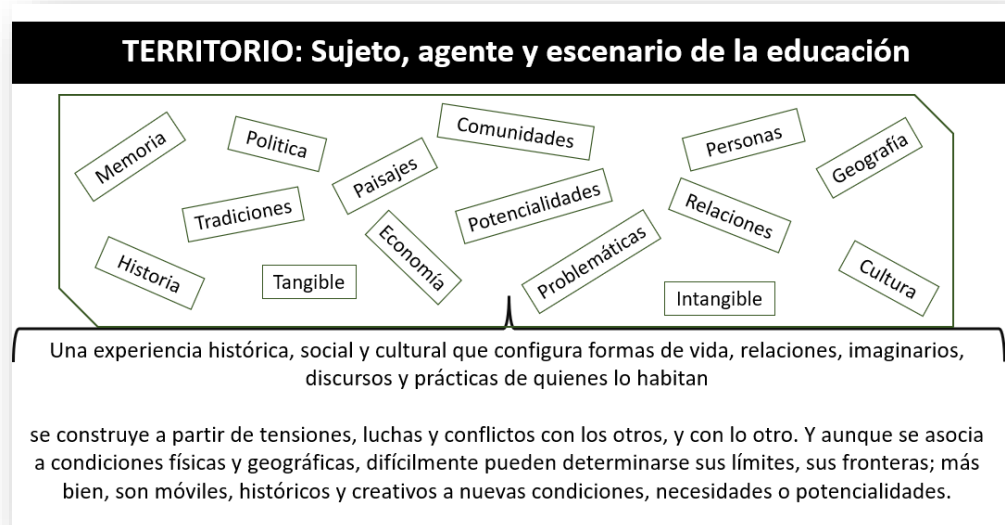 TERRITORIO: Sujeto, agente y escenario de la educación
Memoria
Politica
Comunidades
Personas
Geografía
Paisajes
Tradiciones
Potencialidades
Relaciones
Historia
Tangible
Economía
Problemáticas
Intangible
Cultura
Una experiencia histórica, social y cultural que configura formas de vida, relaciones, imaginarios,
discursos y prácticas de quienes lo habitan
se construye a partir de tensiones, luchas y conflictos con los otros, y con lo otro. Y aunque se asocia
a condiciones físicas y geográficas, difícilmente pueden determinarse sus límites, sus fronteras; más
bien, son móviles, históricos y creativos a nuevas condiciones, necesidades o potencialidades.